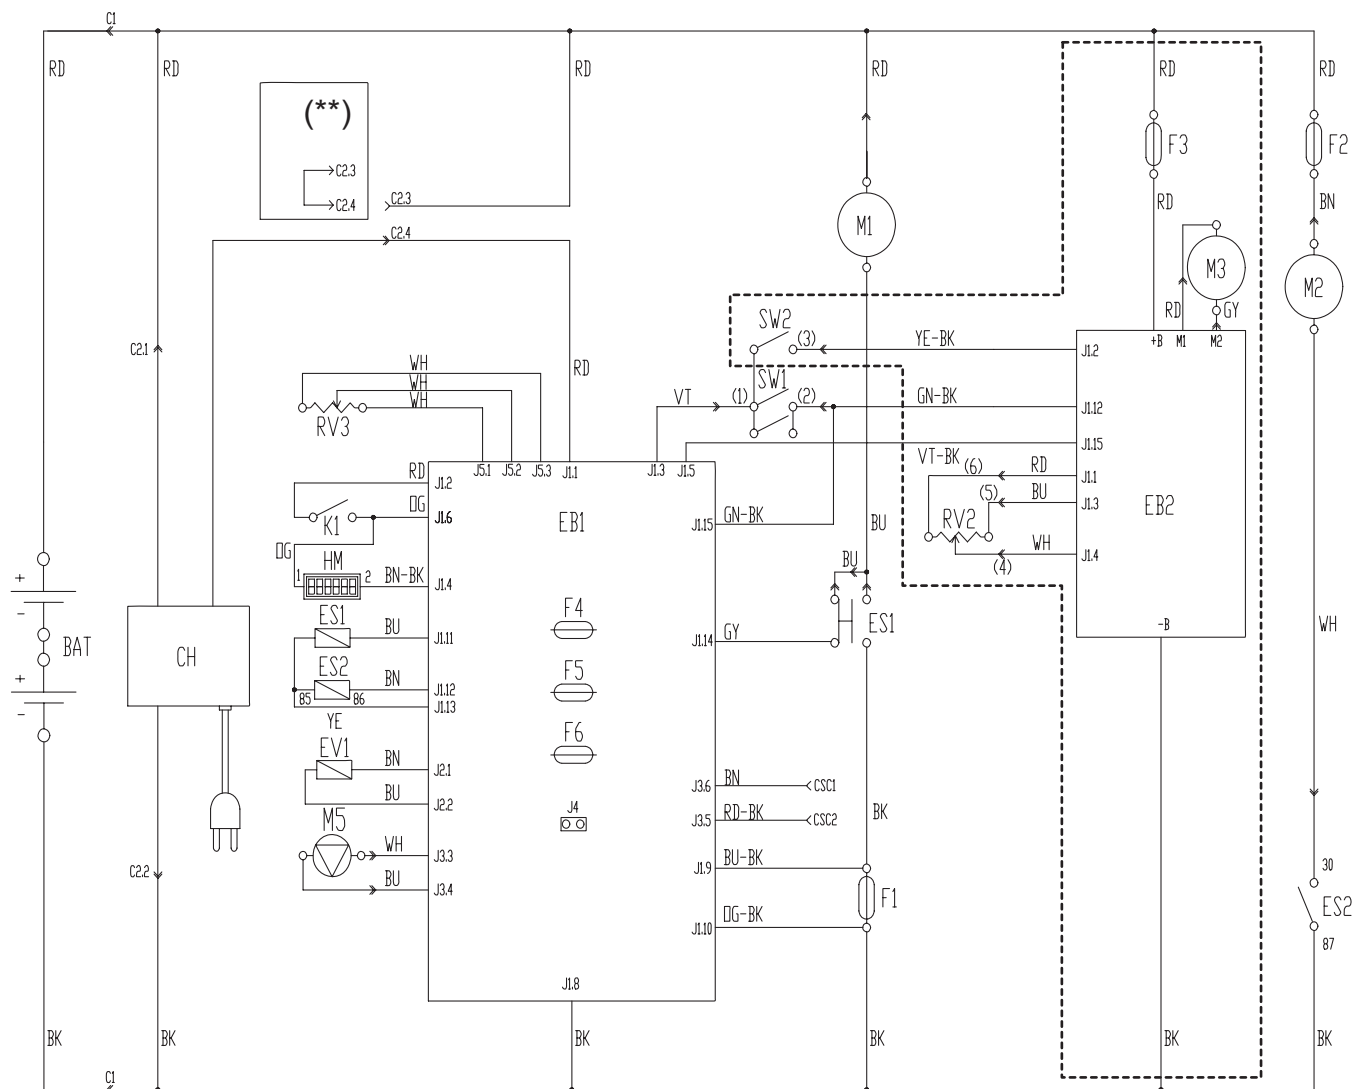 C1
RD
RD
RD
RD
RD
RD
(**)
C2.3
C2.4
C2.3
C2.4
F3
F2
RD
BN
M1
M3
M2
RD
GY
C2.1
SW2
(3)
YE-BK
J1.2
+B
M1
M2
WH
WH
WH
RD
RV3
VT
(1)
SW1
(2)
GN-BK
J1.12
J1.15
J5.1
J5.2
J5.3
J1.1
J1.3
J1.5
VT-BK
(6)
RD
J1.1
RD
J1.2
(5)
BU
J1.3
OG
J1.6
K1
EB1
GN-BK
J1.15
BU
RV2
EB2
WH
J1.4
(4)
OG
HM
1
2
BN-BK
J1.4
BU
ES1
BU
J1.11
F4
GY
J1.14
ES1
-B
WH
BAT
+
-
+
-
CH
ES2
BN
J1.12
85
86
J1.13
F5
YE
EV1
BN
J2.1
F6
BU
J2.2
BN
J3.6
CSC1
RD-BK
J3.5
CSC2
BK
J4
M5
WH
J3.3
BU
J3.4
BU-BK
J1.9
F1
OG-BK
J1.10
C2.2
30
ES2
87
J1.8
BK
BK
BK
BK
BK
BK
C1